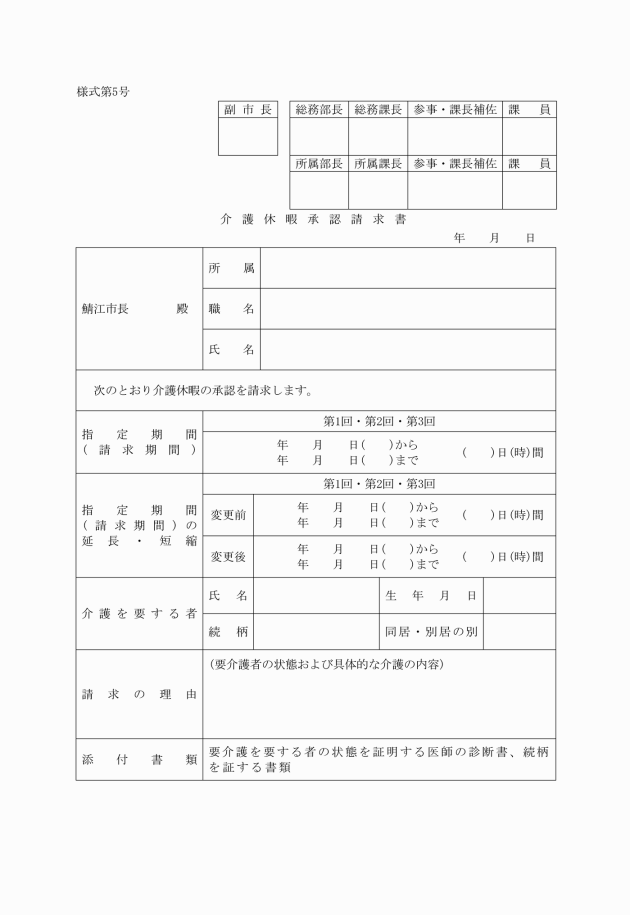 様式第5号
副市長 総務部長 総務課長 参事・課長補佐 課員
所属部長 所属課長 参事・課長補佐 課員
介護休暇承認請求書
年 月 日
鯖江市長 殿
所属
職名
氏名
次のとおり介護休暇の承認を請求します。
指定期間
(請求期間)
第1回・第2回・第3回
年 月 日( )から
年 月 日( )まで
( )日(時)間
指定期間
(請求期間)の
延長・短縮
第1回・第2回・第3回
変更前
年 月 日( )から
年 月 日( )まで
( )日(時)間
変更後
年 月 日( )から
年 月 日( )まで
( )日(時)間
介護を要する者
氏名 生年月日
続柄 同居・別居の別
請求の理由
(要介護者の状態および具体的な介護の内容)
添付書類
要介護を要する者の状態を証明する医師の診断書、続柄
を証する書類